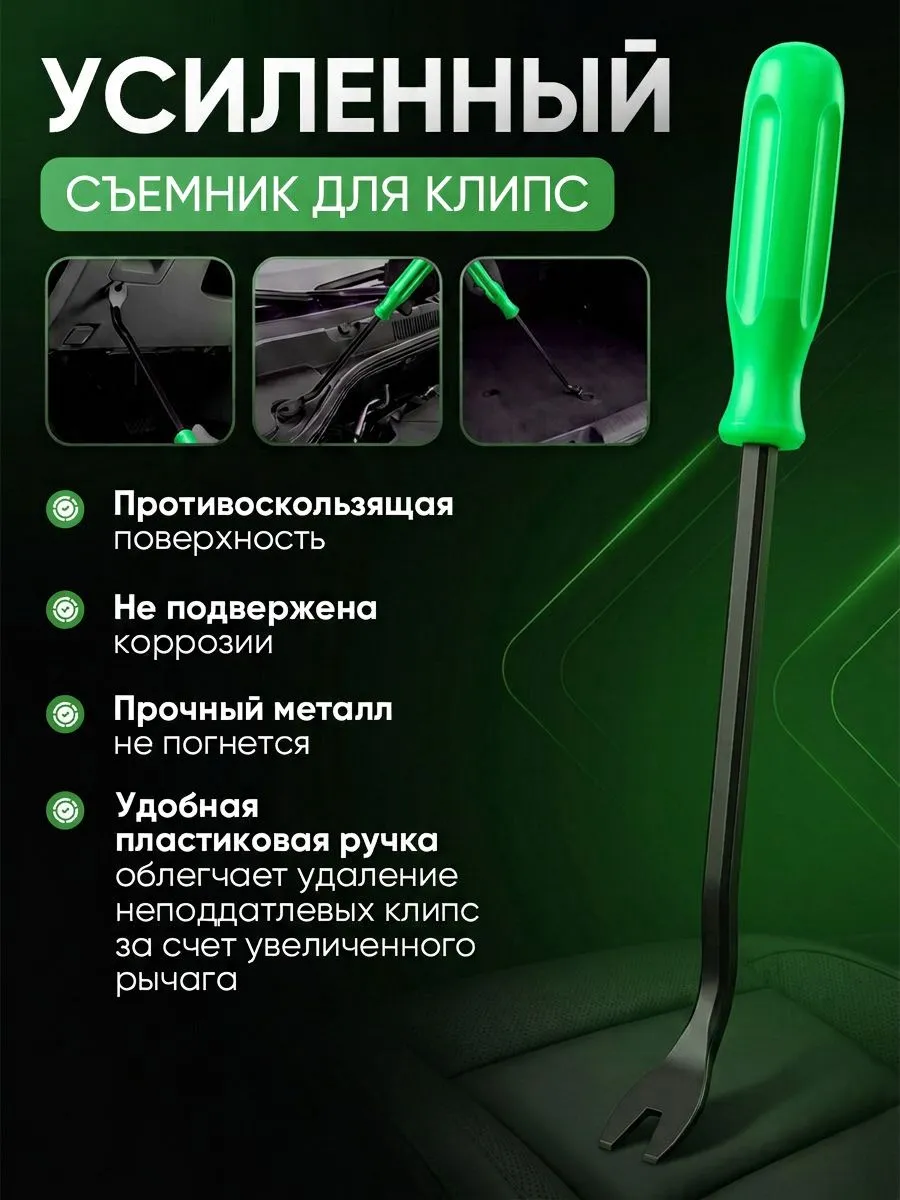 УСИЛЕННЫЙ
СЪЕМНИК ДЛЯ КЛИПС
Противоскользящая
поверхность
Не подвержена
коррозии
Прочный металл
не погнется
Удобная
пластиковая ручка
облегчает удаление
неподдатлевых клипс
за счет увеличенного
рычага